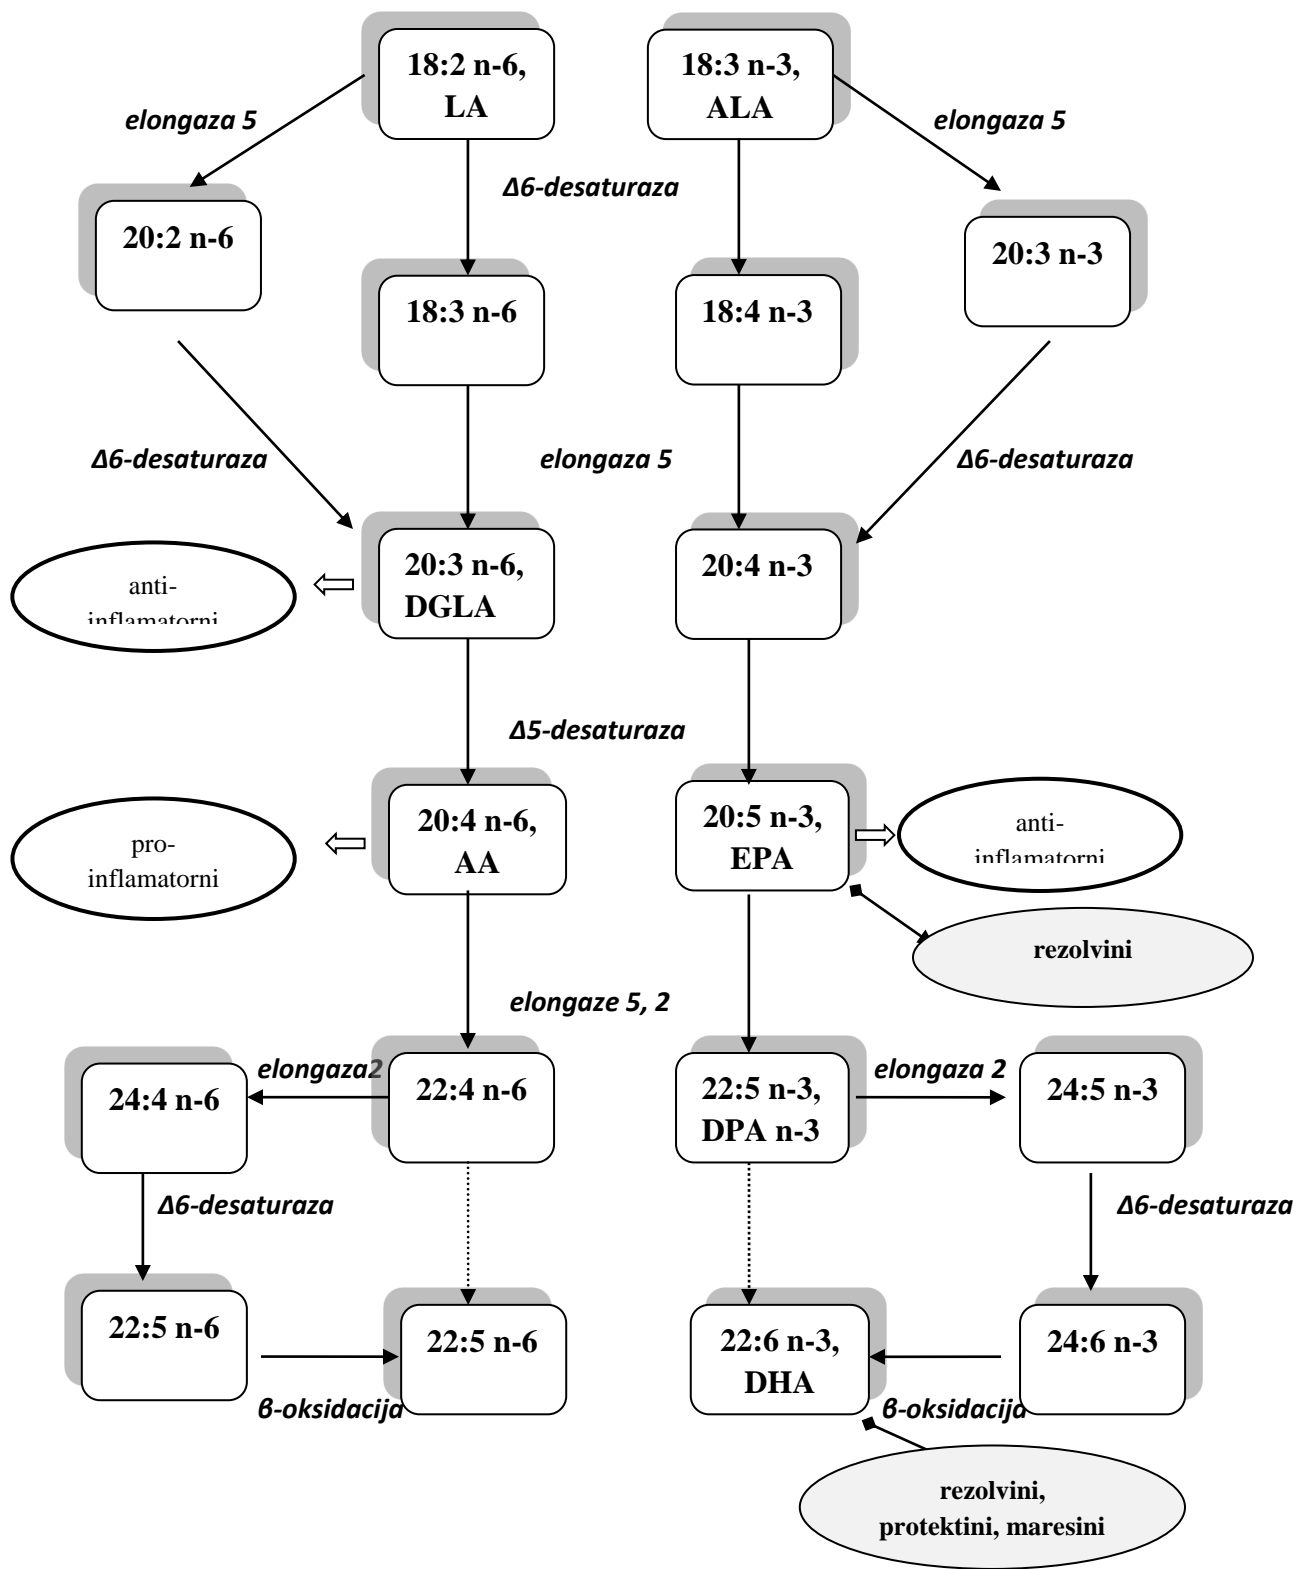 18:2 n-6,
LA
18:3 n-3,
ALA
elongaza 5
elongaza 5
Δ6-desaturaza
20:2 n-6
20:3 n-3
18:3 n-6
18:4 n-3
Δ6-desaturaza
elongaza 5
Δ6-desaturaza
anti-
inflamatorni
20:3 n-6,
DGLA
20:4 n-3
Δ5-desaturaza
pro-
inflamatorni
20:4 n-6,
AA
20:5 n-3,
EPA
anti-
inflamatorni
rezolvini
elongaze 5, 2
elongaza2
elongaza 2
24:4 n-6
22:4 n-6
22:5 n-3,
DPA n-3
24:5 n-3
Δ6-desaturaza
Δ6-desaturaza
22:5 n-6
22:5 n-6
22:6 n-3,
DHA
24:6 n-3
β-oksidacija
β-oksidacija
rezolvini,
protektini, maresini